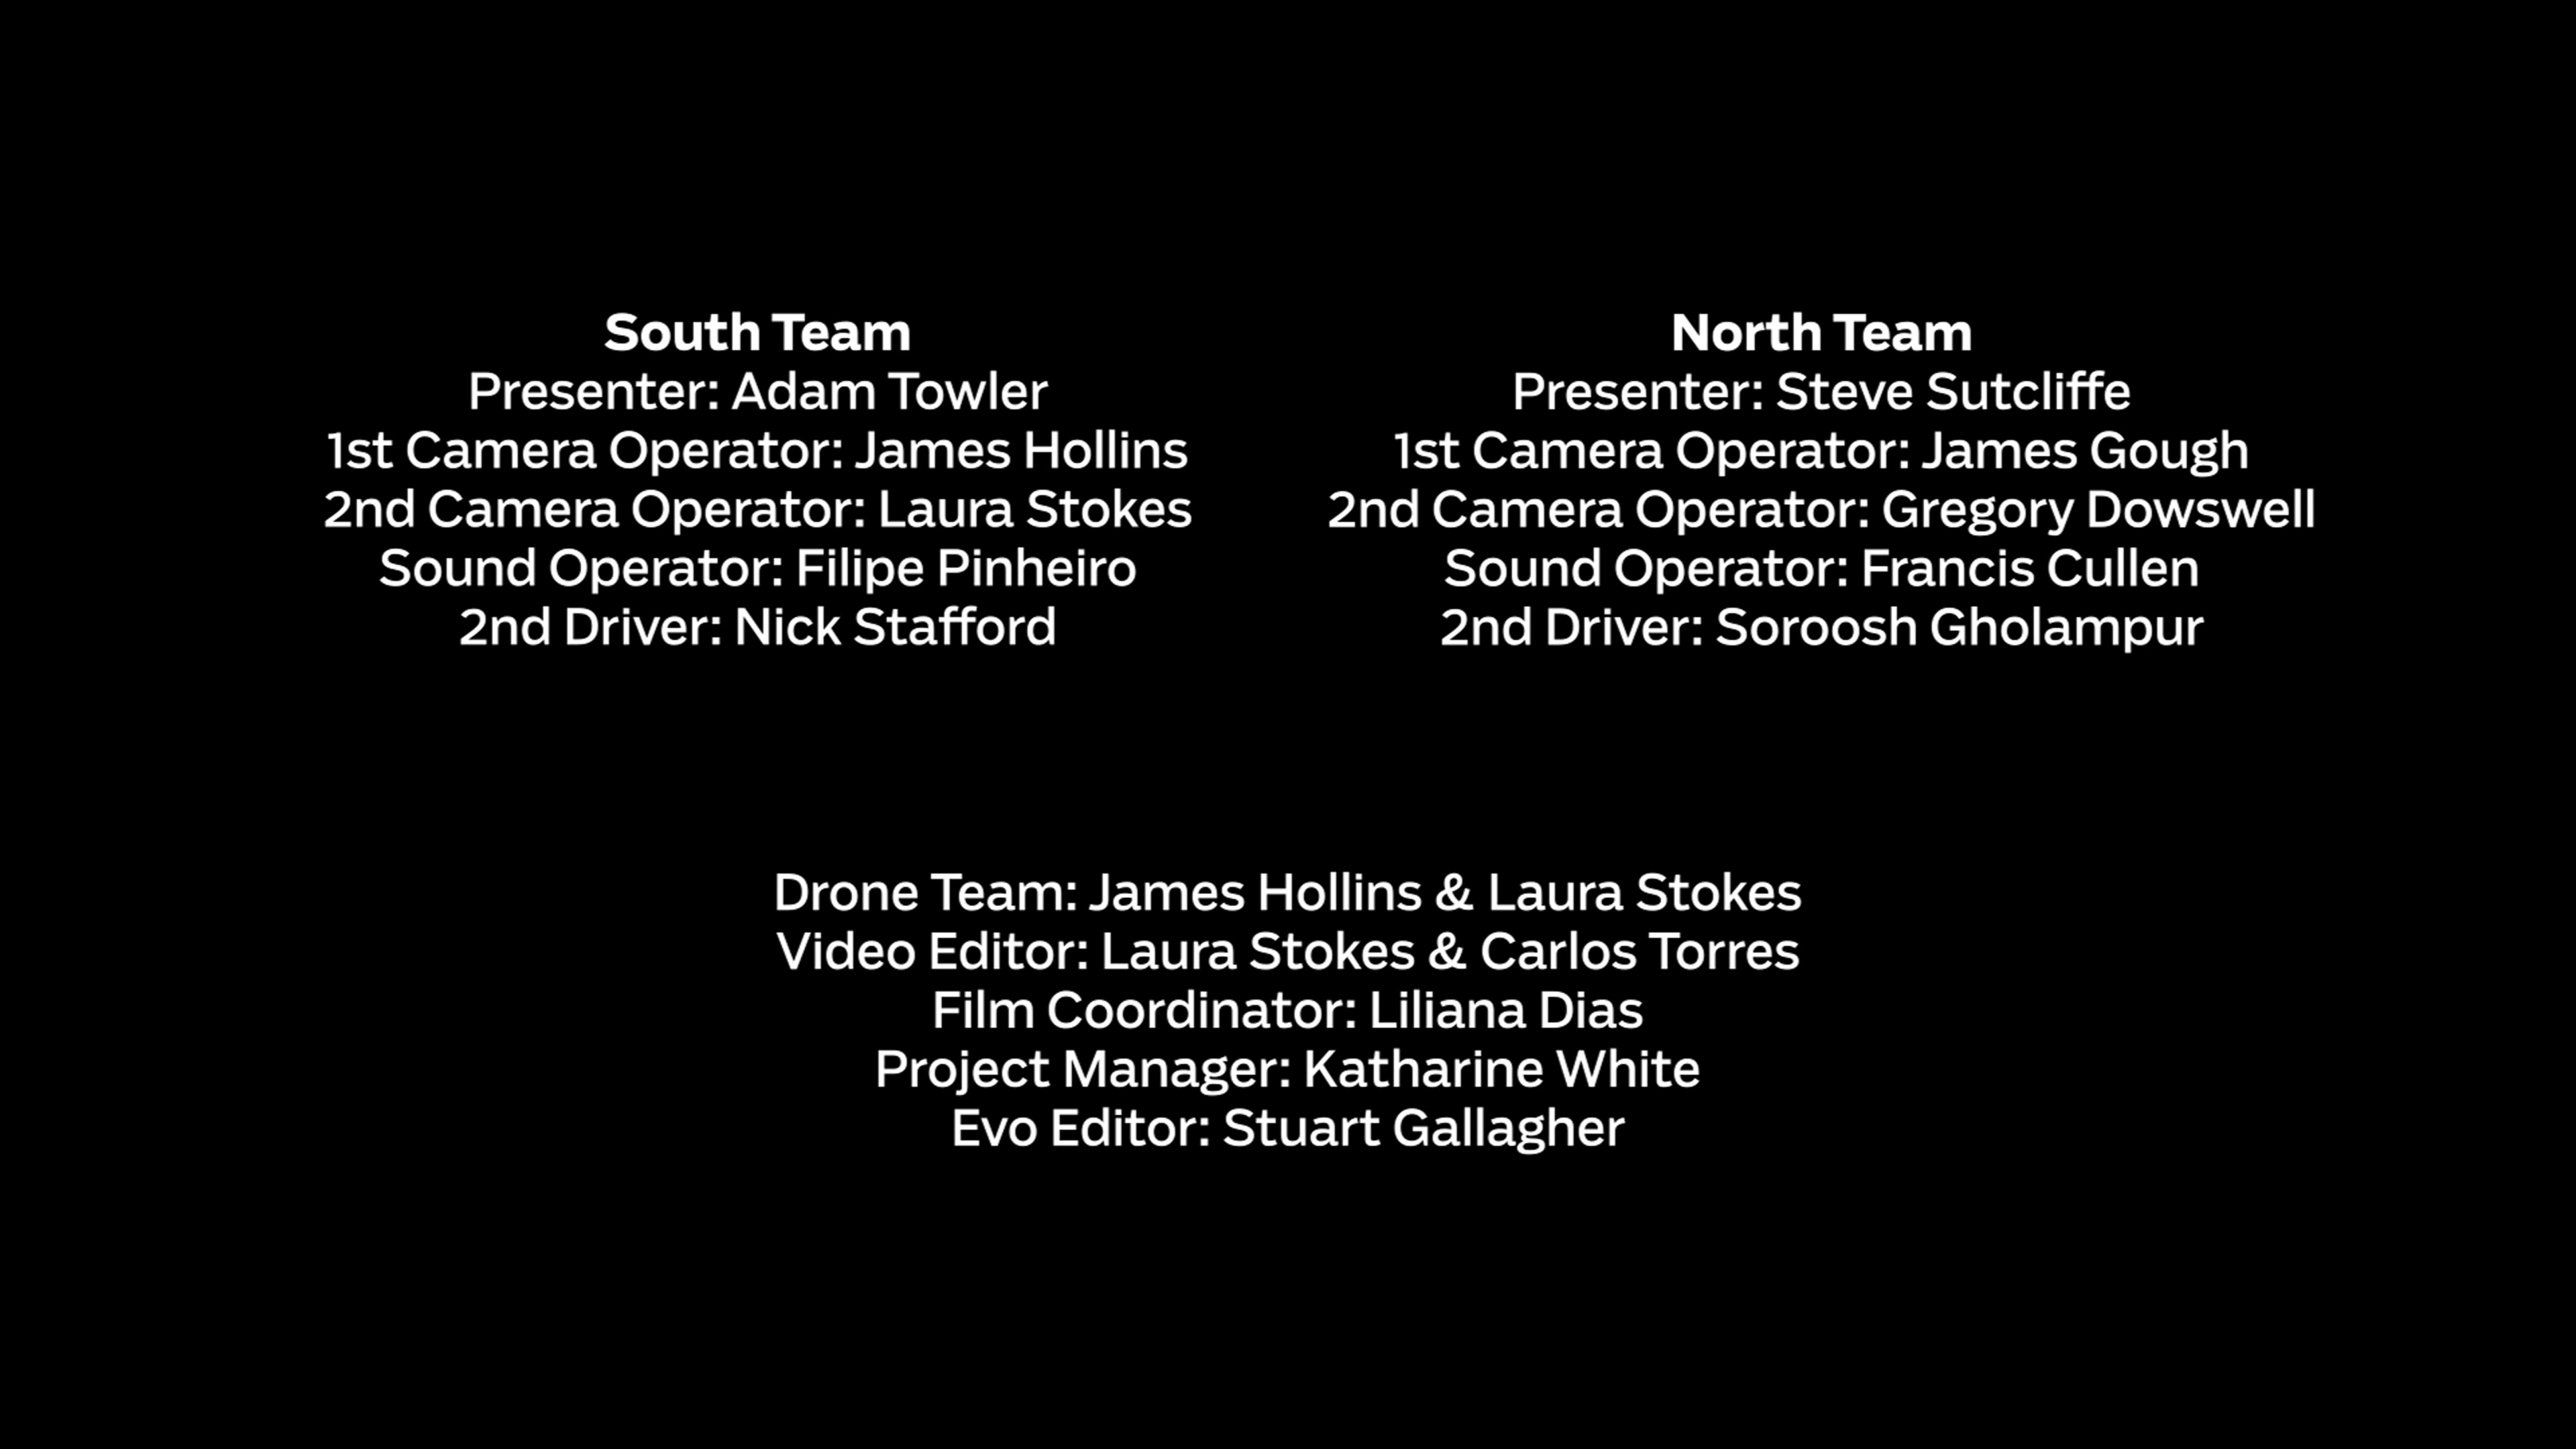 South Team
Presenter: Adam Towler
1st Camera Operator: James Hollins
2nd Camera Operator: Laura Stokes
Sound Operator: Filipe Pinheiro
2nd Driver: Nick Stafford
North Team
Presenter: Steve Sutcliffe
1st Camera Operator: James Gough
2nd Camera Operator: Gregory Dowswell
Sound Operator: Francis Cullen
2nd Driver: Soroosh Gholampur
Drone Team: James Hollins & Laura Stokes
Video Editor: Laura Stokes & Carlos Torres
Film Coordinator: Liliana Dias
Project Manager: Katharine White
Evo Editor: Stuart Gallagher